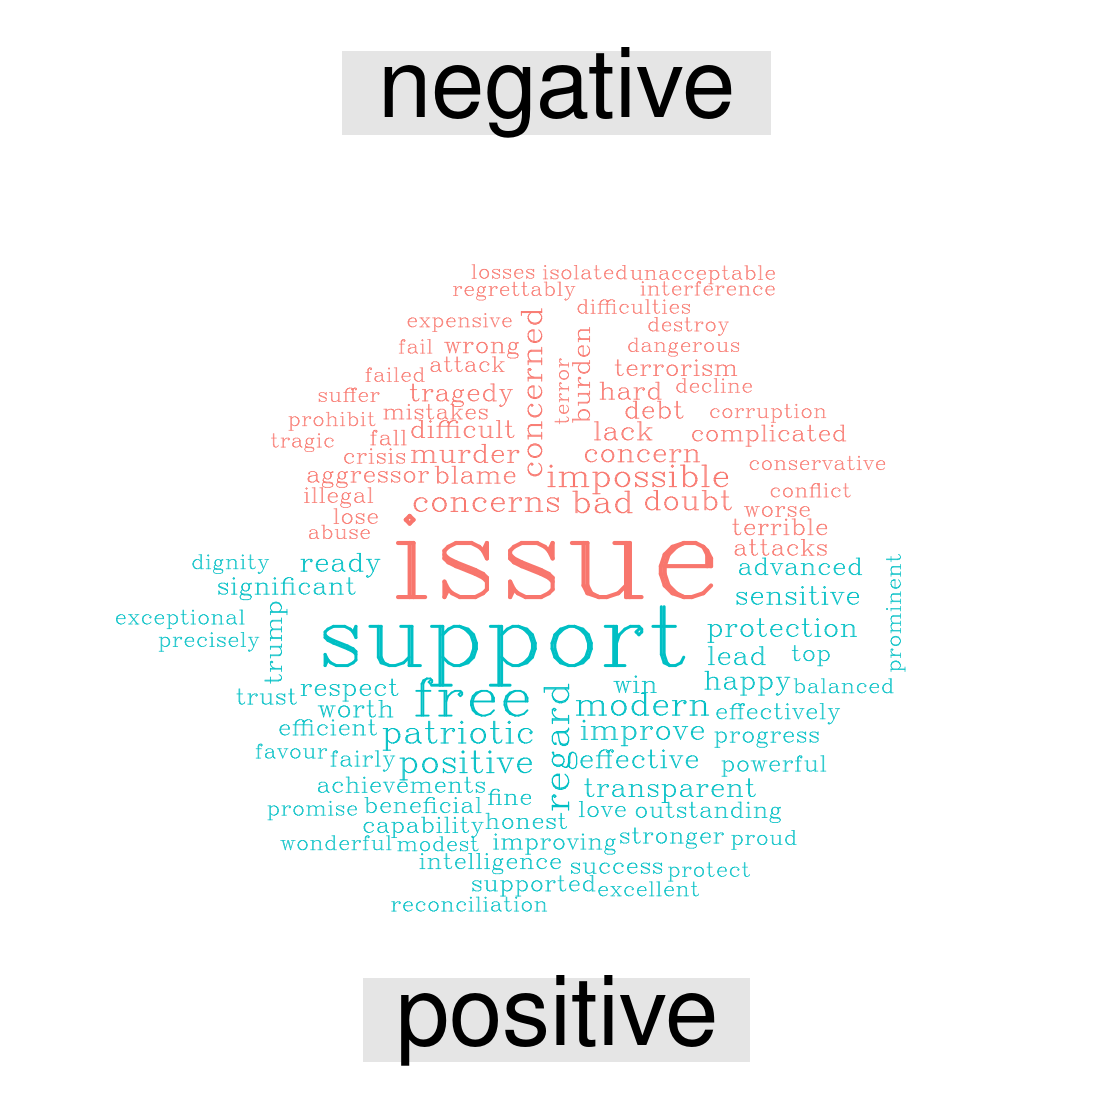 negative
losses isolated unacceptable
regrettably interference
difficulties
expensive destroy
concerned
fail wrong dangerous
burden
attack terrorism
terror
failed hard decline
suffer tragedy debt corruption
prohibit mistakes
difficult lack complicated
tragic fall
crisis murder concern conservative
aggressor blame impossible
illegal concerns bad doubt conflict
lose worse
abuse terrible
attacks
issue
dignity ready advanced
significant sensitive
prominent
exceptional support protection
precisely
trump
lead top
happy balanced
trust respect free win
worth modern effectively
efficient patriotic improve progress
regard
favour fairly positive effective powerful
achievements transparent
promise beneficial fine love outstanding
capability honest
wonderful modest improving stronger proud
intelligence success protect
supported excellent
reconciliation
positive